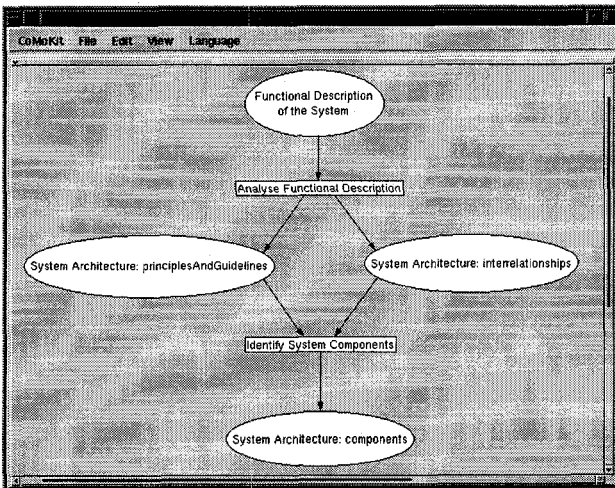 CoMoKit File Edit View Language
Functional Description
of the System
Analyse Functional Description
System Architecture: principlesAndGuidelines
System Architecture: interrelationships
Identify System Components
System Architecture: components